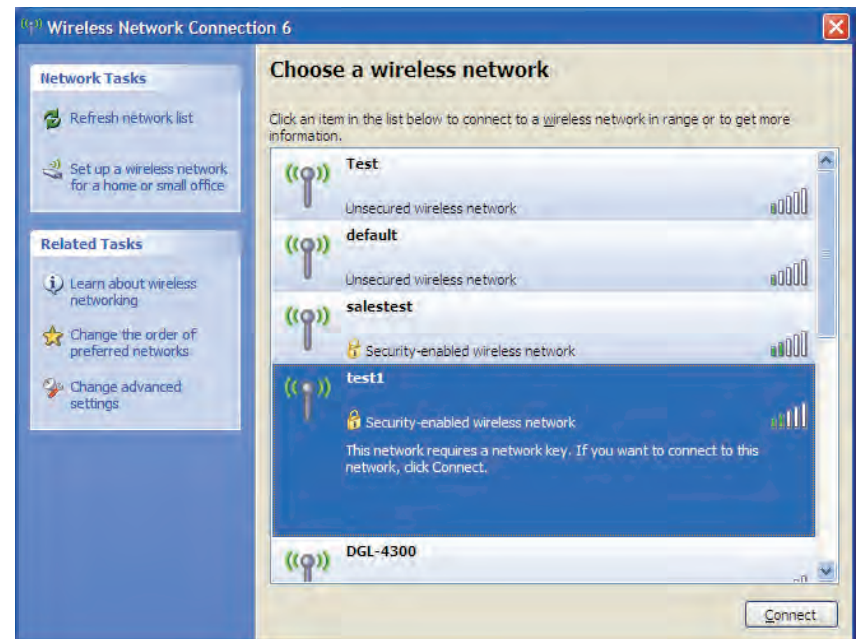 Wireless Network Connection 6
Network Tasks
Refresh network list
Set up a wireless network
for a home or small office
Related Tasks
Learn about wireless
networking
Change the order of
preferred networks
Change advanced
settings
Choose a wireless network
Click an item in the list below to connect to a wireless network in range or to get more
information.
Test
Unsecured wireless network
default
Unsecured wireless network
salestest
Security-enabled wireless network
test1
Security-enabled wireless network
This network requires a network key. If you want to connect to this
network, click Connect.
DGL-4300
Connect